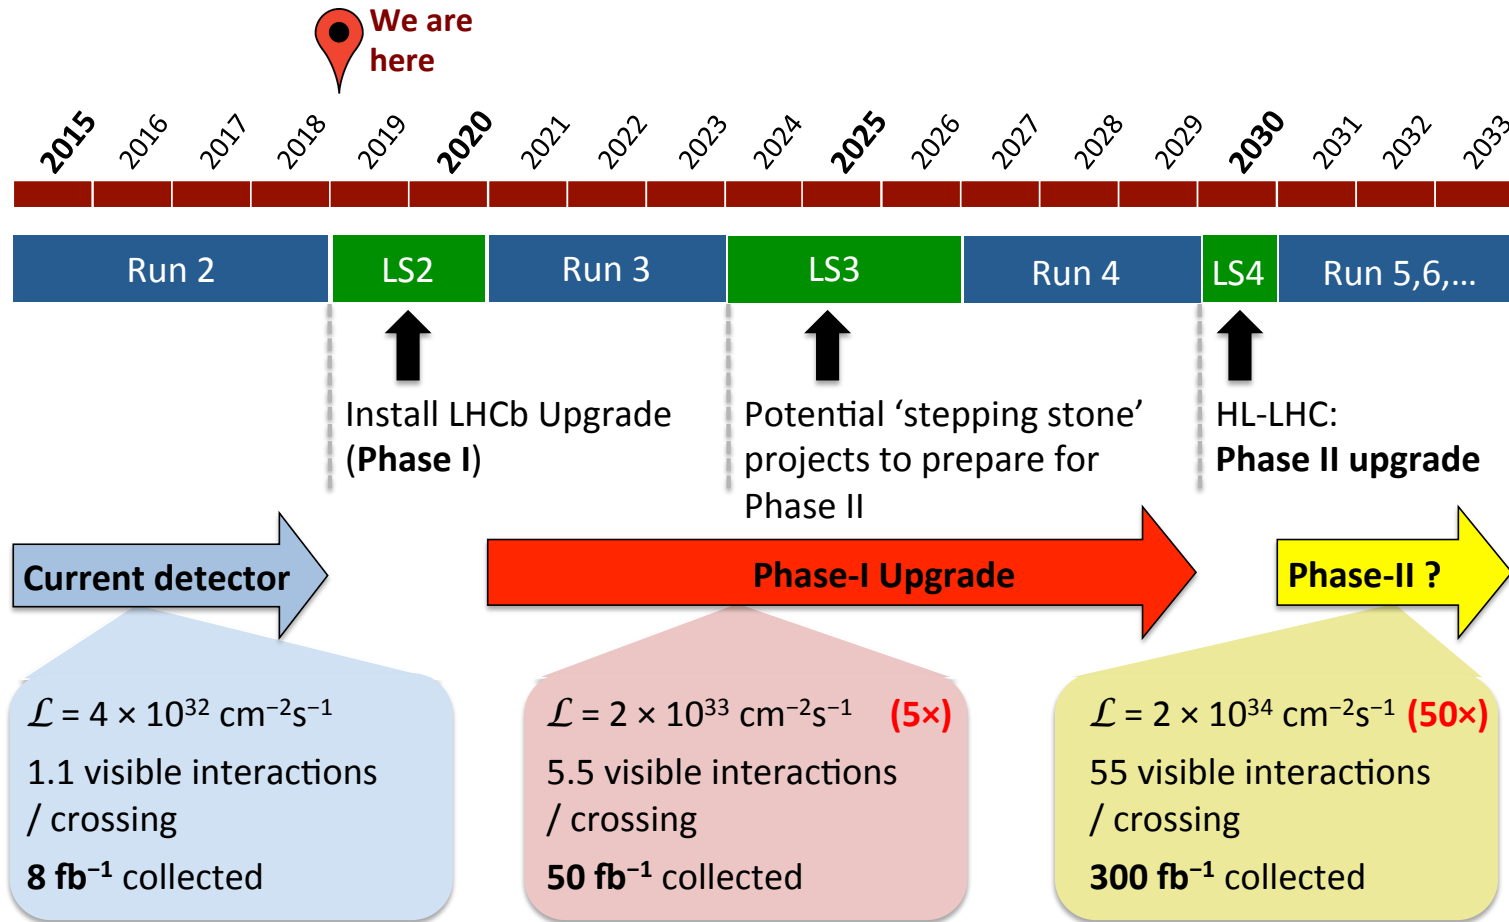 We are
here
2015 2016 2017 2018 2019 2020 2021 2022 2023 2024 2025 2026 2027 2028 2029 2030 2031 2032 2033
Run 2 LS2 Run 3 LS3 Run 4 LS4 Run 5,6,...
Install LHCb Upgrade
(Phase I)
Potential ‘stepping stone’
projects to prepare for
Phase II
HL-LHC:
Phase II upgrade
Current detector
Phase-I Upgrade
Phase-II ?
ℒ = 4 × 10³² cm⁻²s⁻¹
1.1 visible interactions
/ crossing
8 fb⁻¹ collected
ℒ = 2 × 10³³ cm⁻²s⁻¹ (5×)
5.5 visible interactions
/ crossing
50 fb⁻¹ collected
ℒ = 2 × 10³⁴ cm⁻²s⁻¹ (50×)
55 visible interactions
/ crossing
300 fb⁻¹ collected